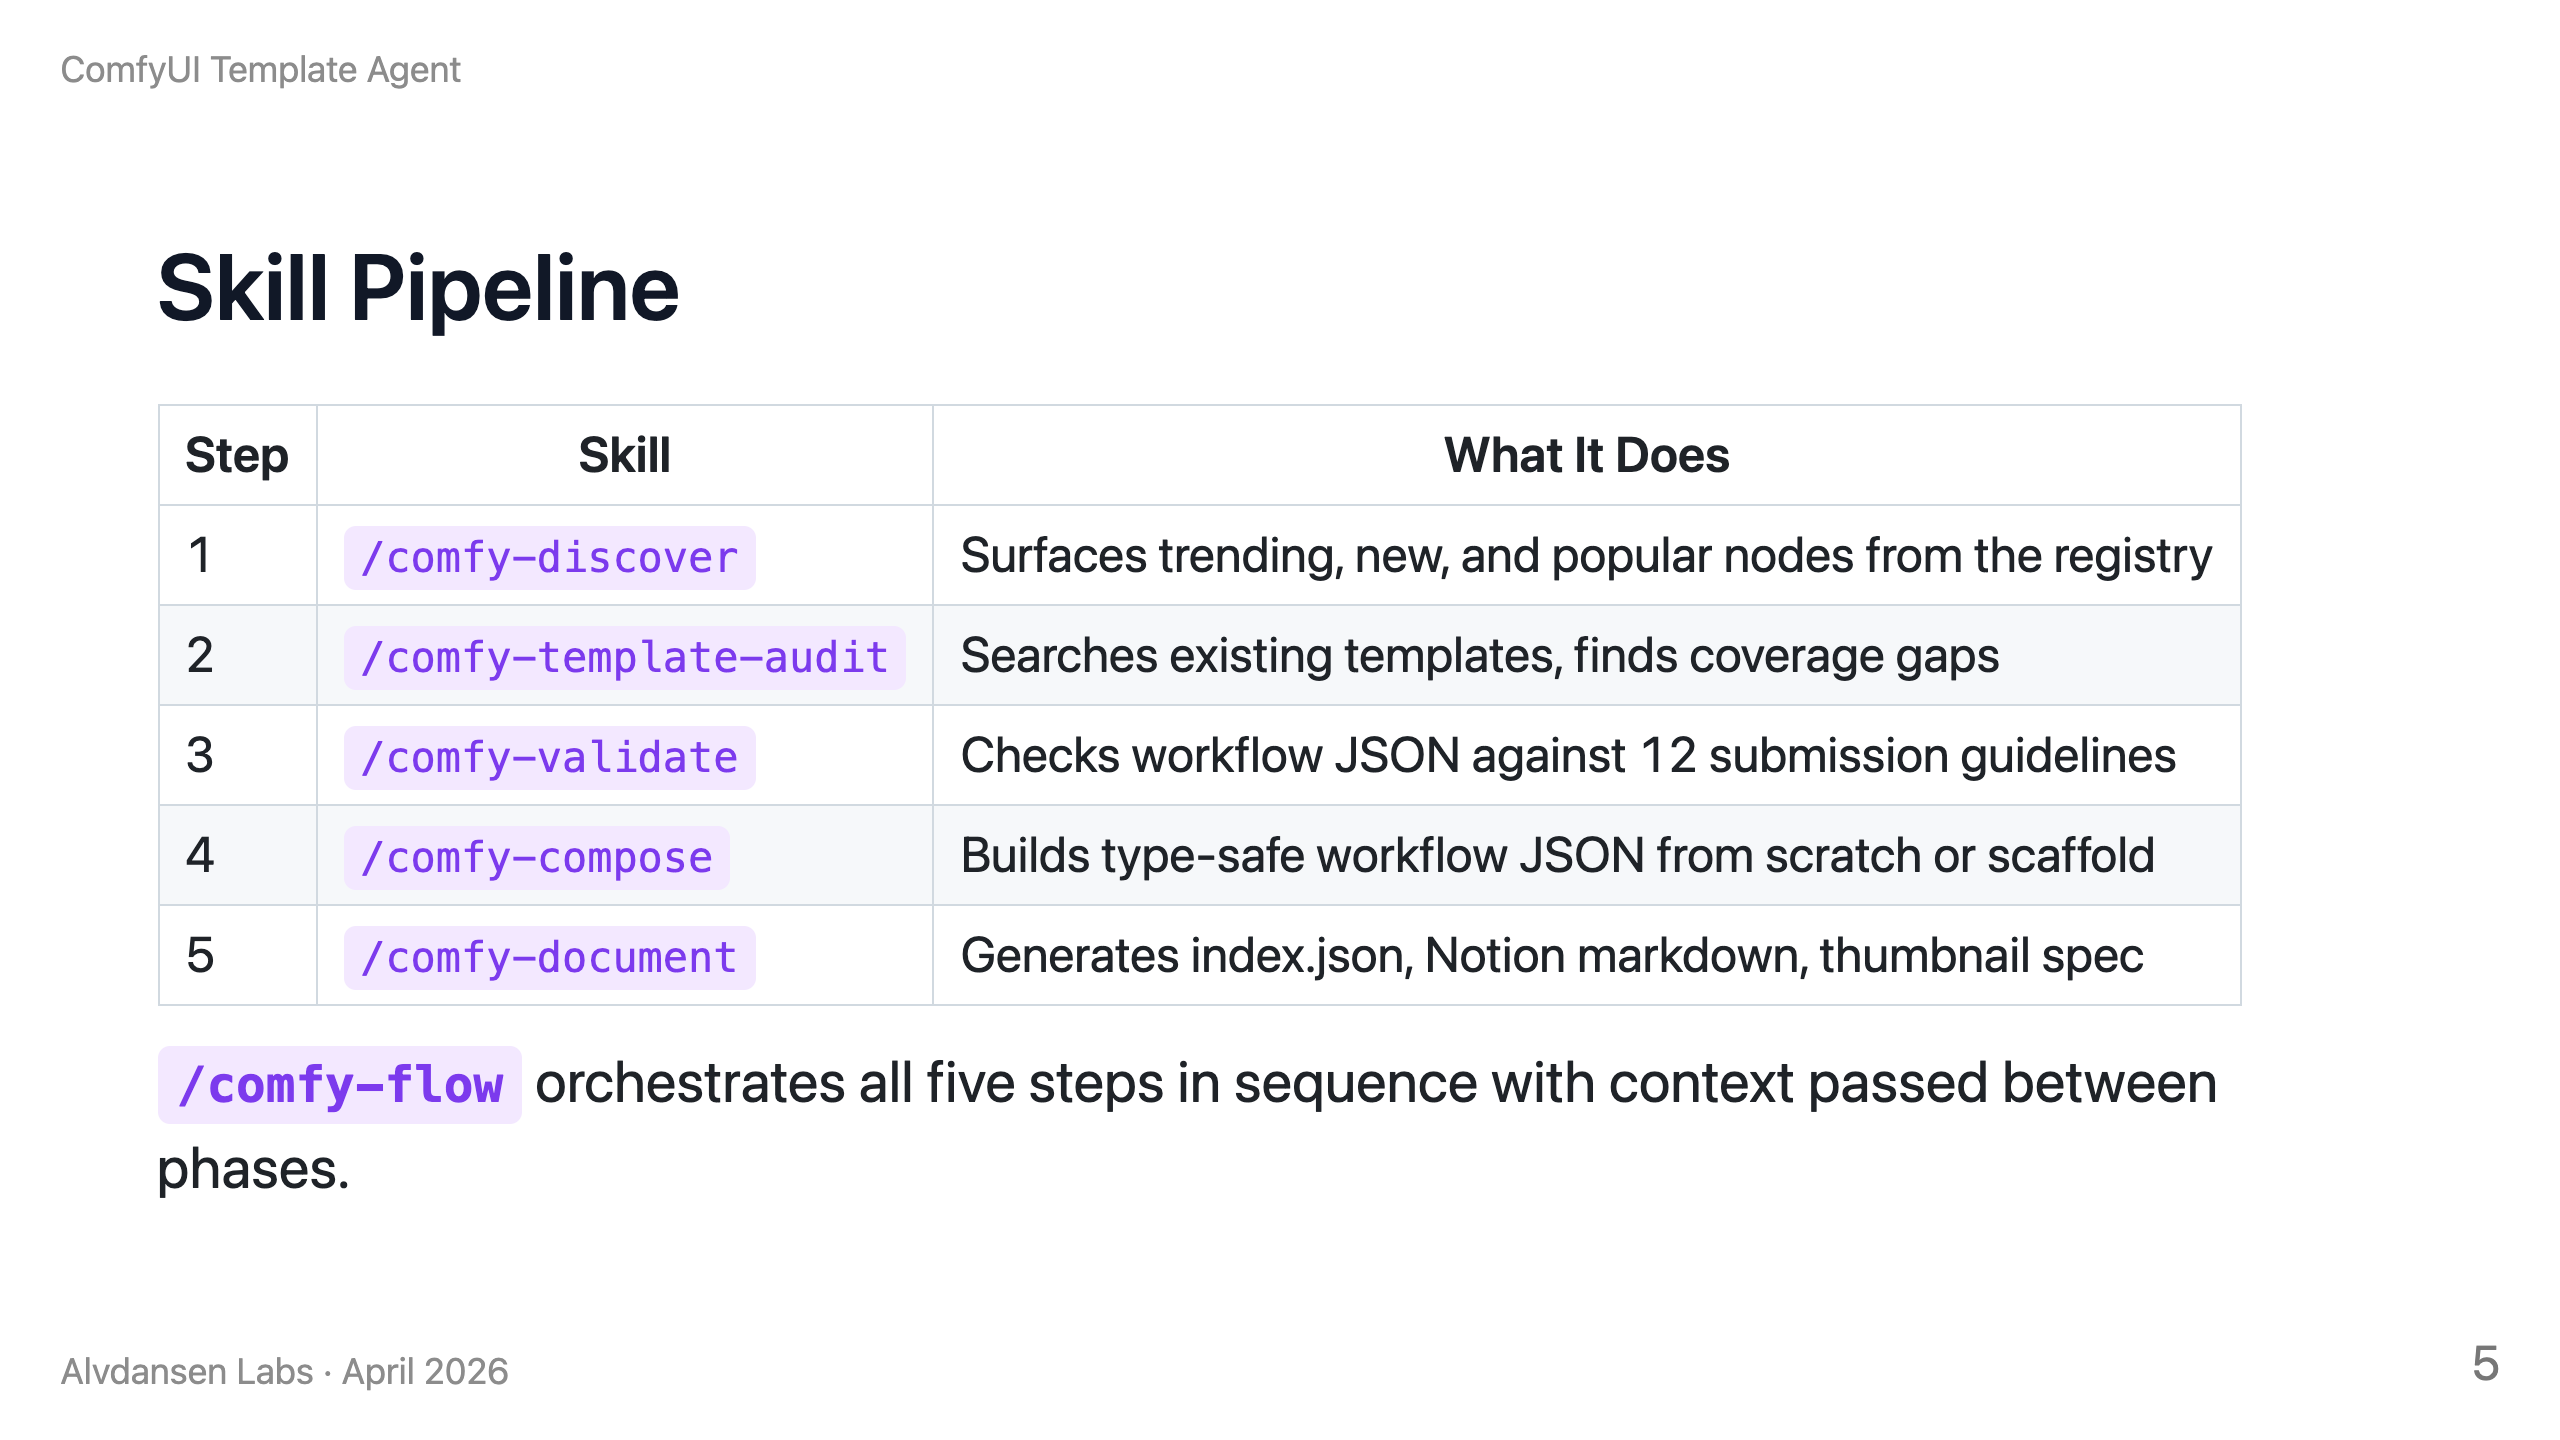 ComfyUI Template Agent
Skill Pipeline
Step Skill What It Does
1 /comfy-discover Surfaces trending, new, and popular nodes from the registry
2 /comfy-template-audit Searches existing templates, finds coverage gaps
3 /comfy-validate Checks workflow JSON against 12 submission guidelines
4 /comfy-compose Builds type-safe workflow JSON from scratch or scaffold
5 /comfy-document Generates index.json, Notion markdown, thumbnail spec
/comfy-flow orchestrates all five steps in sequence with context passed between
phases.
Alvdansen Labs · April 2026
5